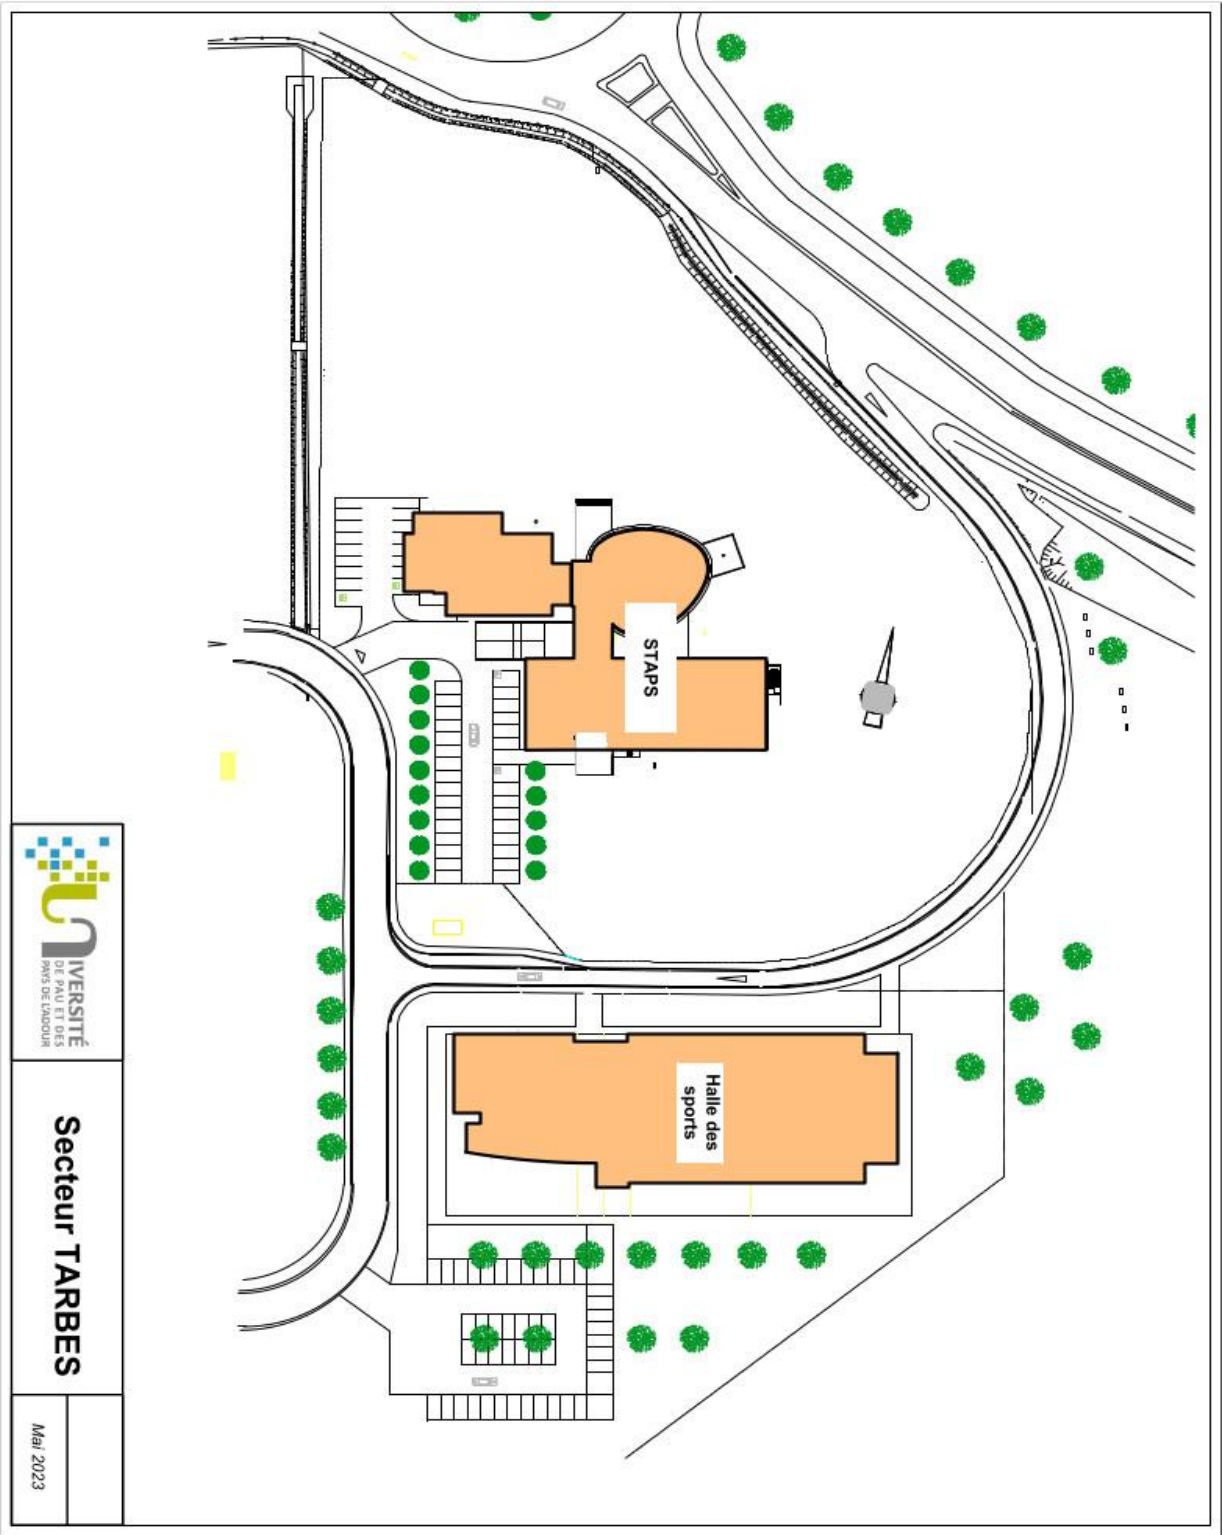 STAPS
Halle des
sports
UNIVERSITÉ
DE PAU ET DES
PAYS DE L'ADOUR
Secteur TARBES
Mai 2023